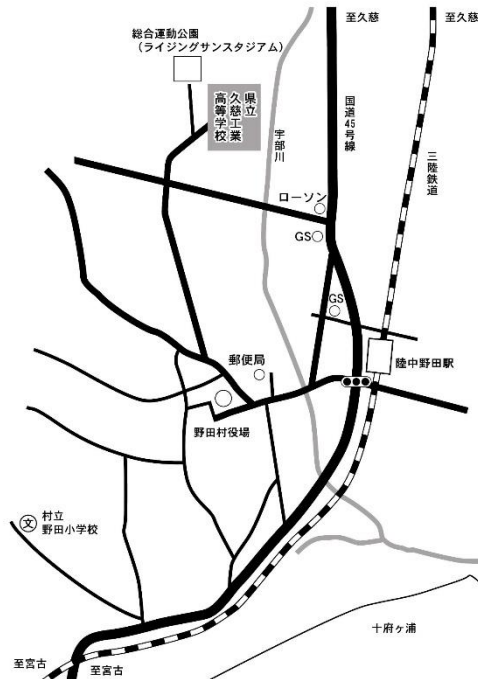 至久慈
至久慈
総合運動公園
（ライジングサンスタジアム）
県立
久慈工業
高等学校
国道45号線
宇部川
三陸鉄道
ローソン
GS
GS
陸中野田駅
郵便局
野田村役場
文
村立
野田小学校
十府ヶ浦
至宮古
至宮古